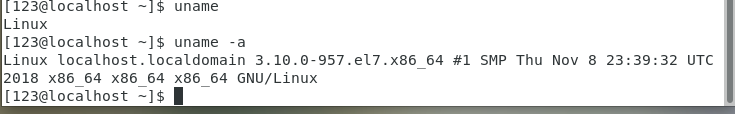 [123@localhost ~]$ uname
Linux
[123@localhost ~]$ uname -a
Linux localhost.localdomain 3.10.0-957.el7.x86_64 #1 SMP Thu Nov 8 23:39:32 UTC
2018 x86_64 x86_64 x86_64 GNU/Linux
[123@localhost ~]$